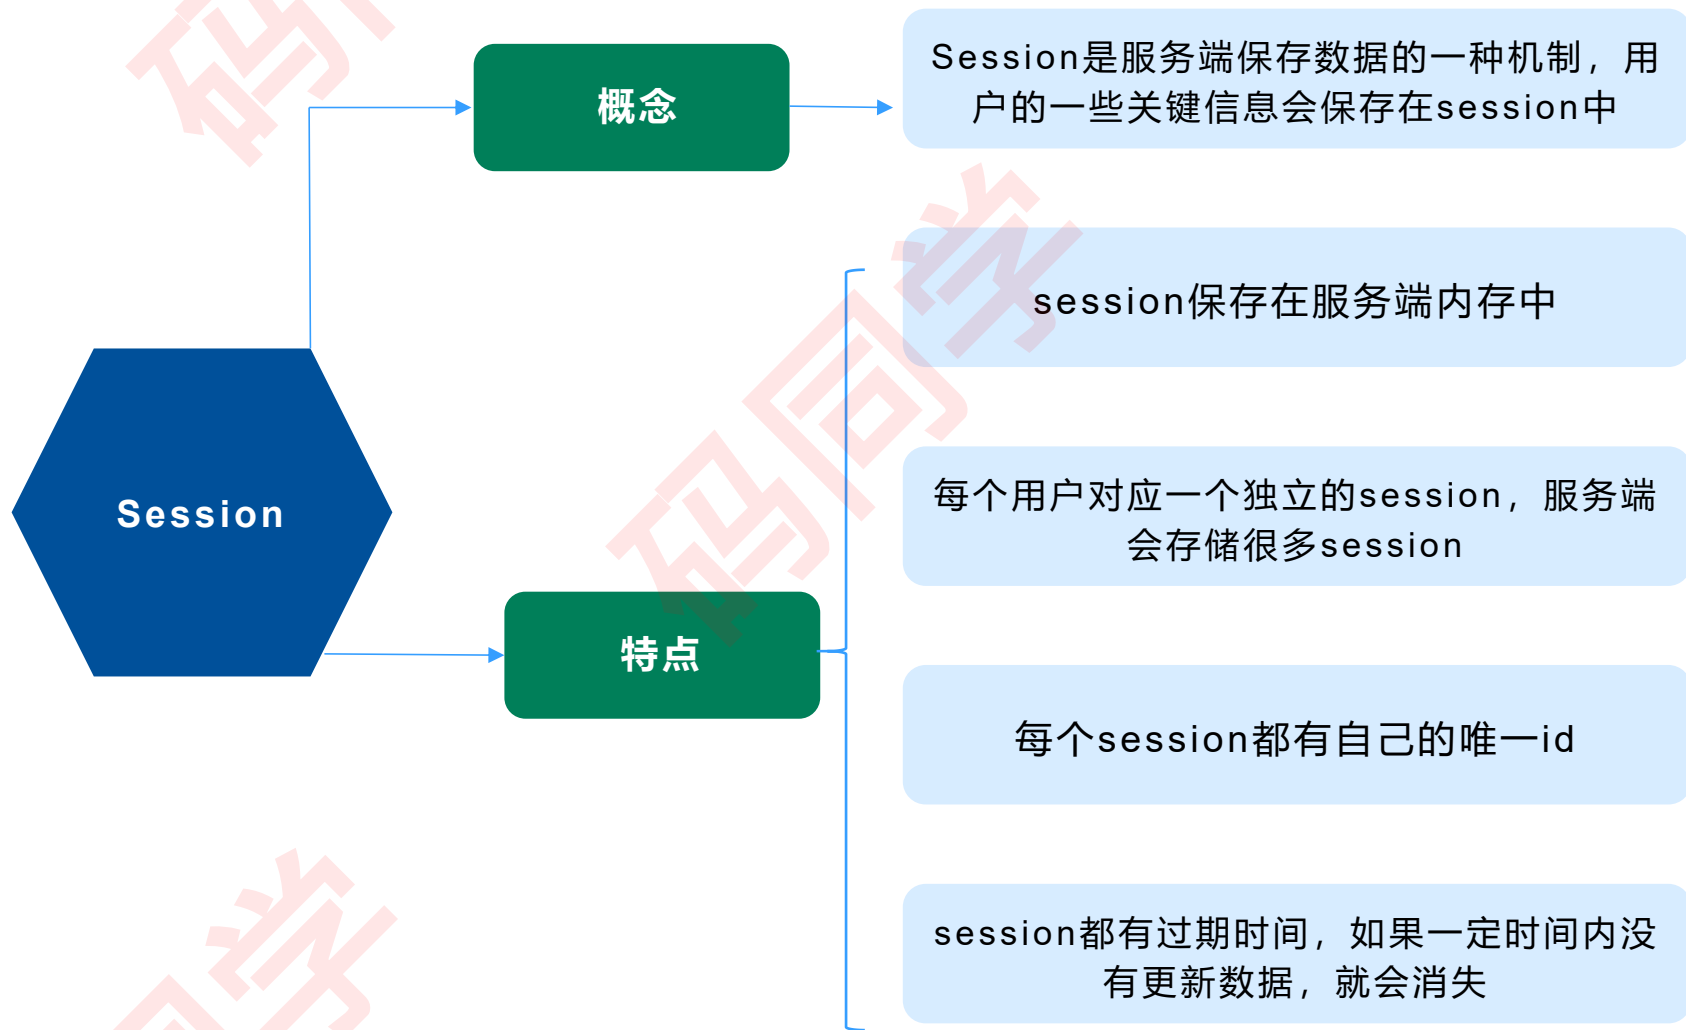 Session是服务端保存数据的一种机制，用
户的一些关键信息会保存在session中
概念
session保存在服务端内存中
每个用户对应一个独立的session，服务端
会存储很多session
Session
特点
每个session都有自己的唯一id
session都有过期时间，如果一定时间内没
有更新数据，就会消失
码同学